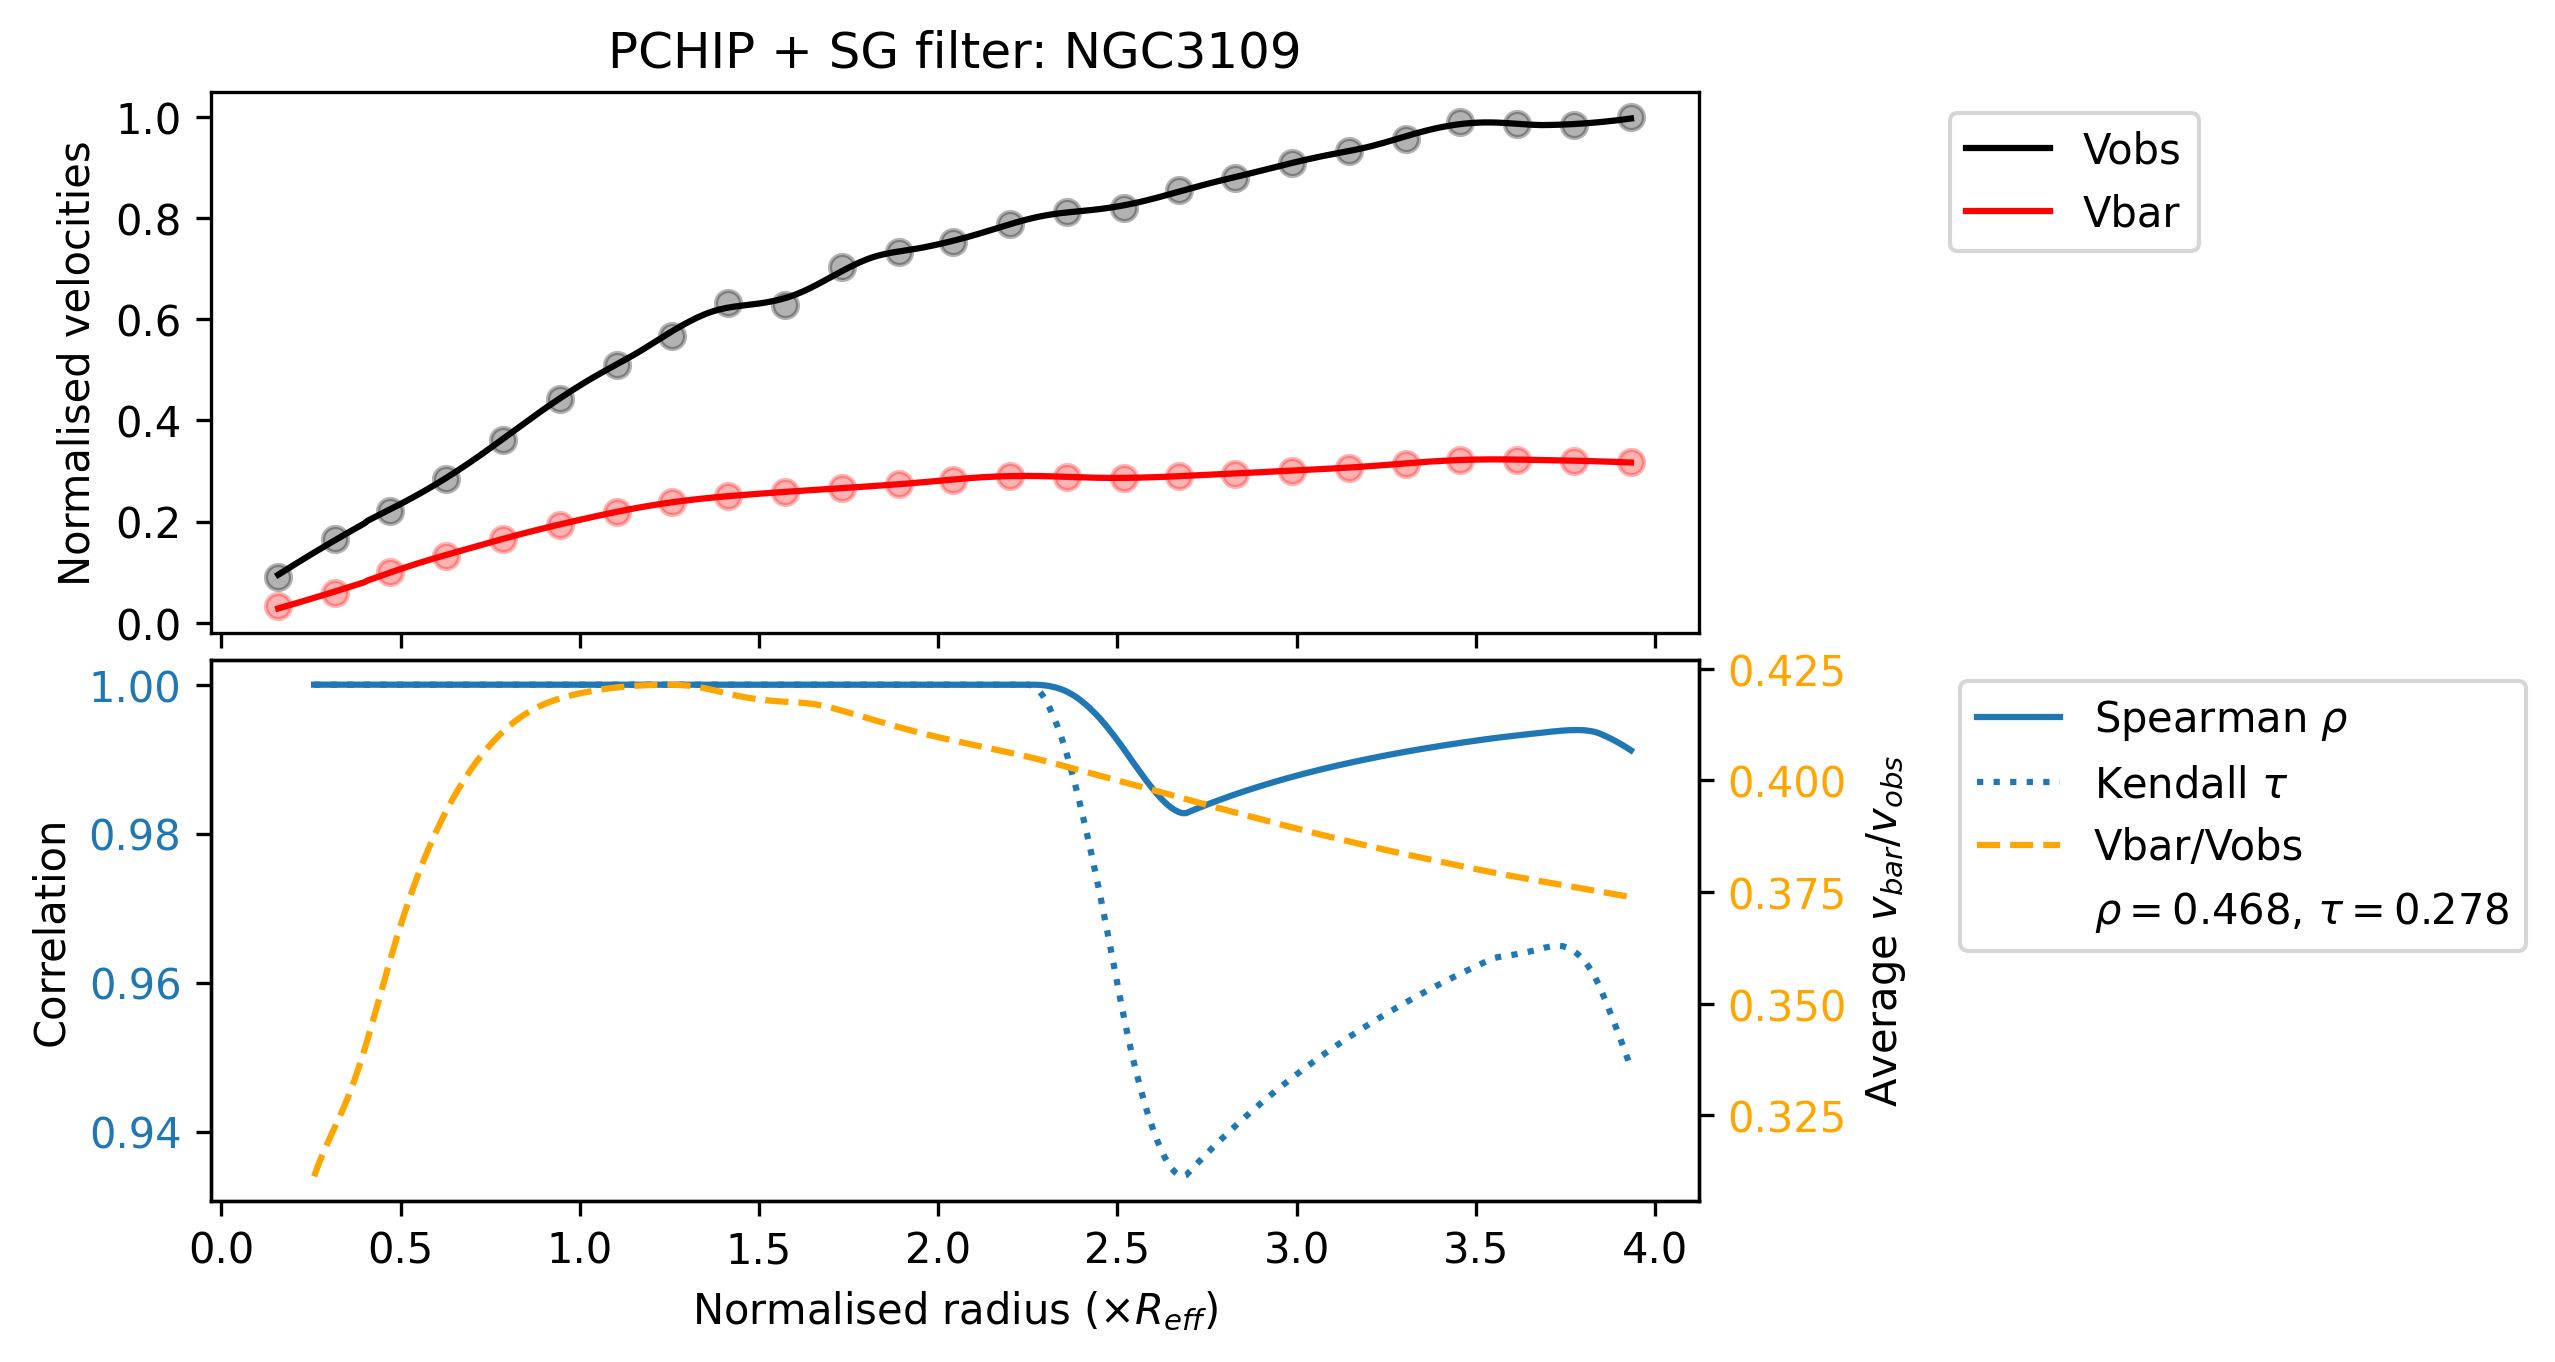 PCHIP + SG filter: NGC3109
Normalised velocities
1.0
0.8
0.6
0.4
0.2
0.0
Vobs
Vbar
Correlation
1.00
0.98
0.96
0.94
0.425
0.400
0.375
0.350
0.325
Average v_bar/v_obs
Spearman ρ
Kendall τ
Vbar/Vobs
ρ = 0.468, τ = 0.278
0.0 0.5 1.0 1.5 2.0 2.5 3.0 3.5 4.0
Normalised radius (×R_eff)